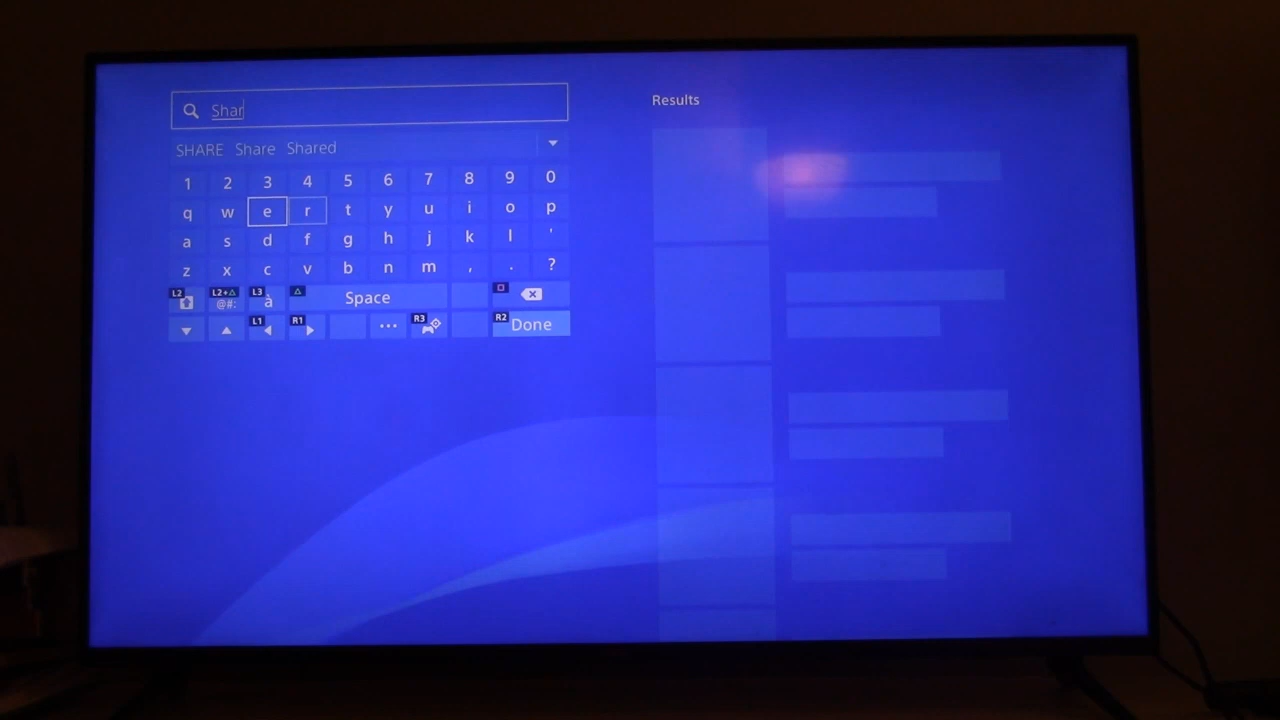 Shar
Results
SHARE Share Shared
1 2 3 4 5 6 7 8 9 0
q w e r t y u i o p
a s d f g h j k l '
z x c v b n m , . ?
L2 L2+△ @#: L3 à △ Space
L1 R1 ... R3 R2 Done